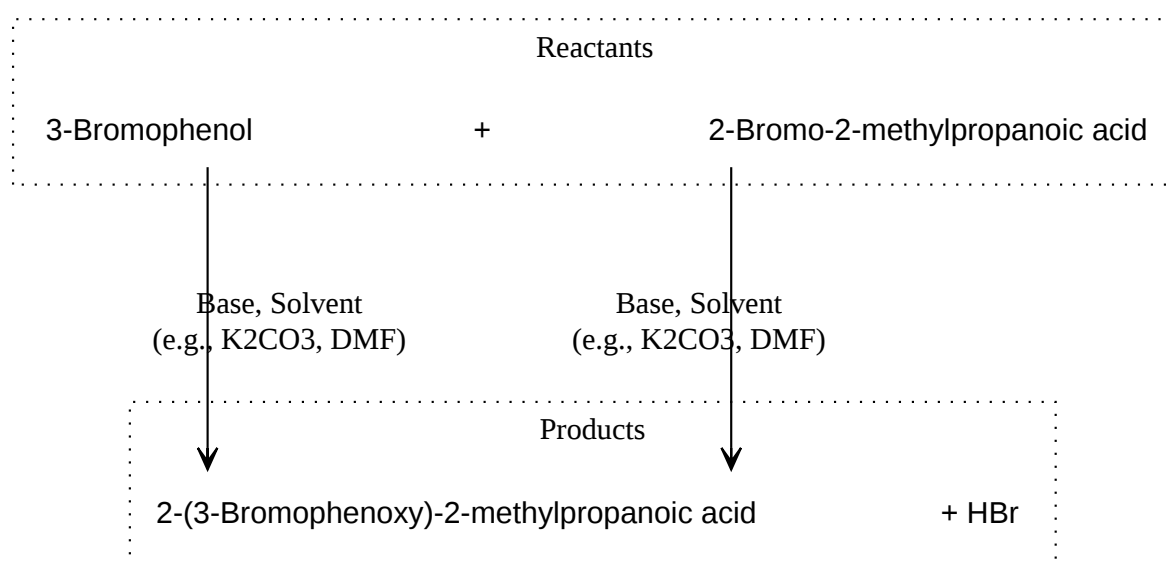 Reactants
3-Bromophenol + 2-Bromo-2-methylpropanoic acid
Base, Solvent Base, Solvent
(e.g., K2CO3, DMF) (e.g., K2CO3, DMF)
Products
2-(3-Bromophenoxy)-2-methylpropanoic acid + HBr